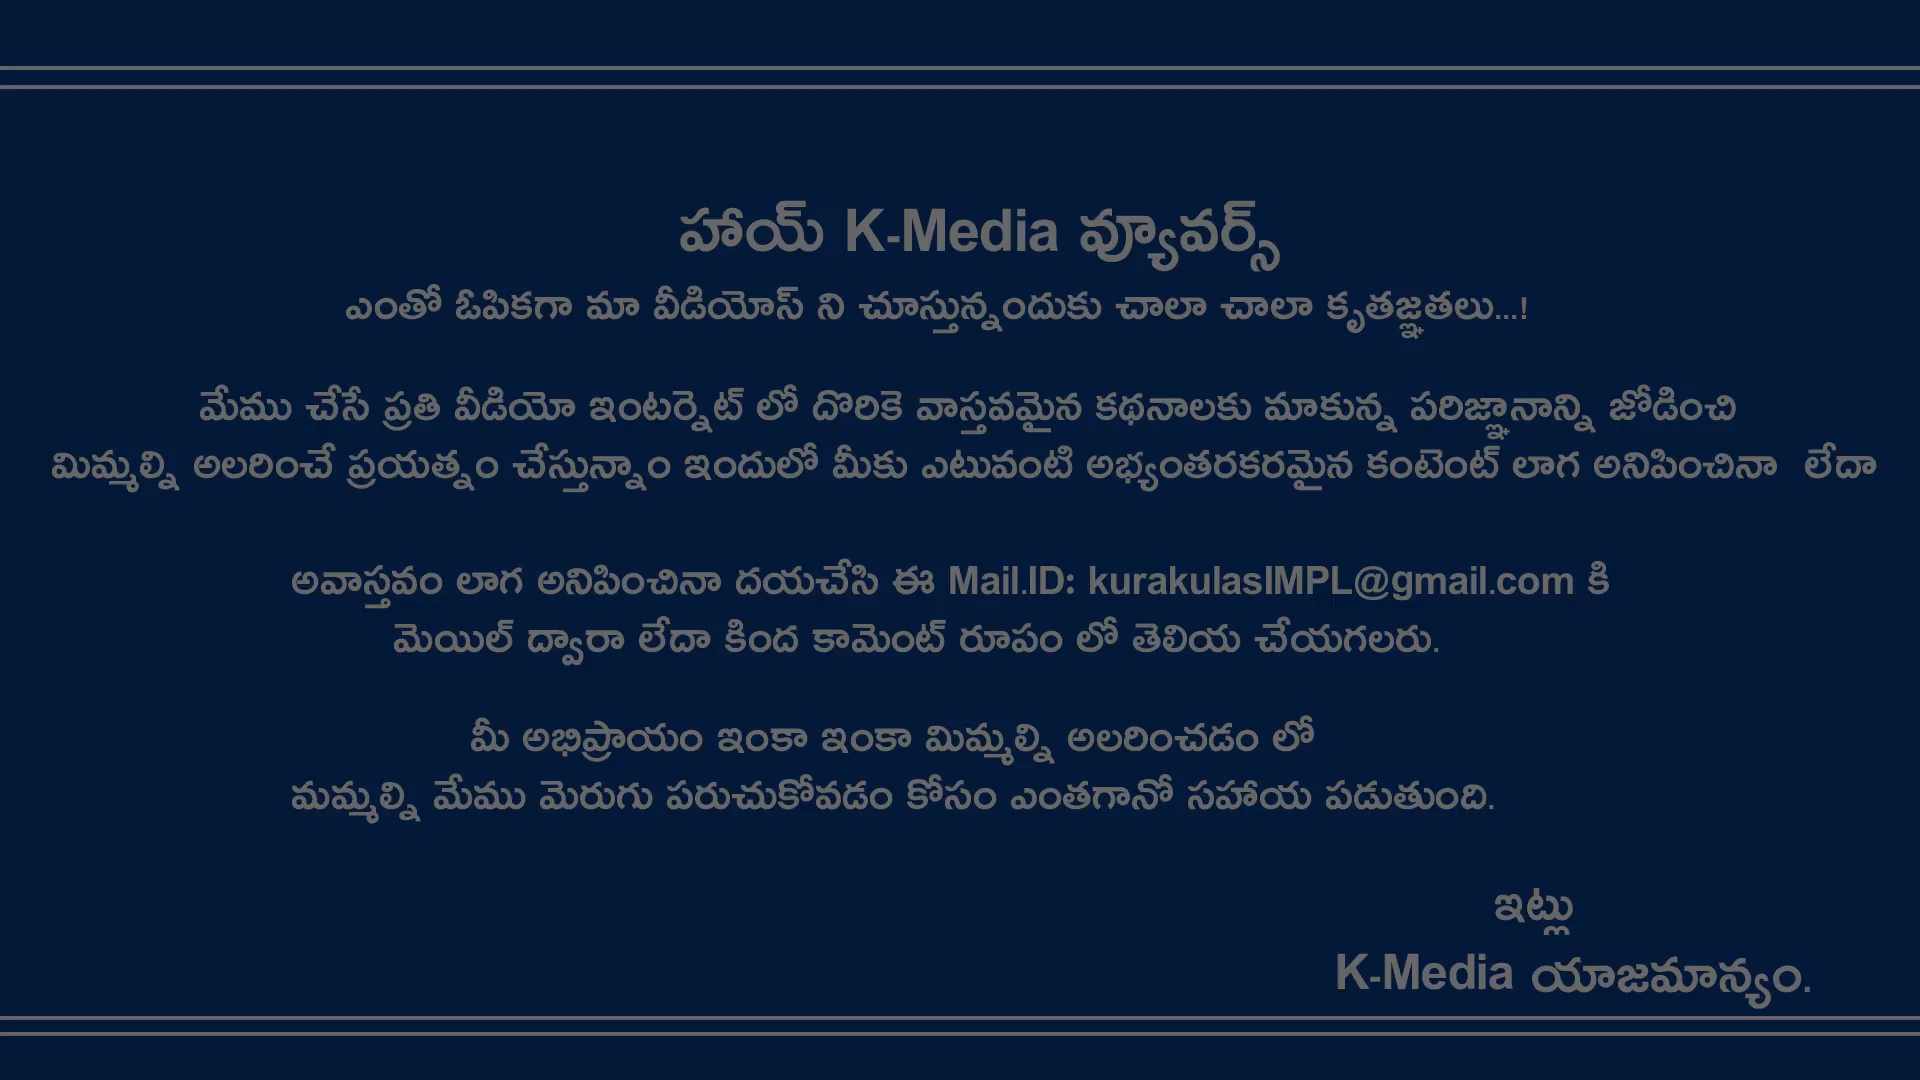 హాయ్ K-Media వ్యూవర్స్
ఎంతో ఓపికగా మా వీడియోస్ ని చూస్తున్నందుకు చాలా చాలా కృతజ్ఞతలు...!
మేము చేసే ప్రతి వీడియో ఇంటర్నెట్ లో దొరికె వాస్తవమైన కథనాలకు మాకున్న పరిజ్ఞానాన్ని జోడించి
మిమ్మల్ని అలరించే ప్రయత్నం చేస్తున్నాం ఇందులో మీకు ఎటువంటి అభ్యంతరకరమైన కంటెంట్ లాగ అనిపించినా లేదా
అవాస్తవం లాగ అనిపించినా దయచేసి ఈ Mail.ID: kurakulasIMPL@gmail.com కి
మెయిల్ ద్వారా లేదా కింద కామెంట్ రూపం లో తెలియ చేయగలరు.
మీ అభిప్రాయం ఇంకా ఇంకా మిమ్మల్ని అలరించడం లో
మమ్మల్ని మేము మెరుగు పరుచుకోవడం కోసం ఎంతగానో సహాయ పడుతుంది.
ఇట్లు
K-Media యాజమాన్యం.